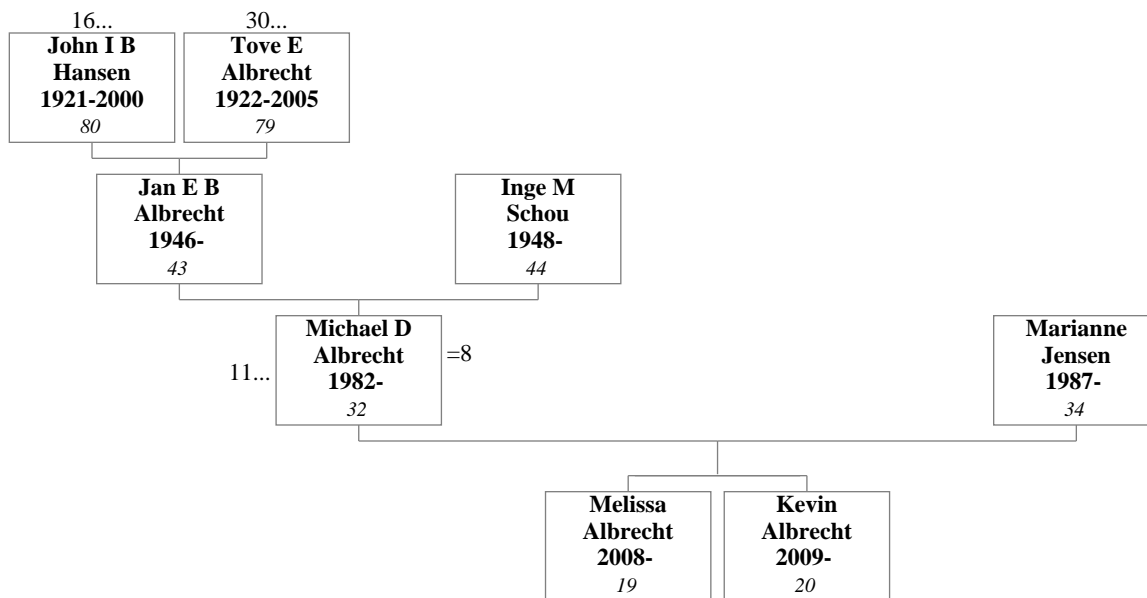 16...
30...
John I B
Hansen
1921-2000
80
Tove E
Albrecht
1922-2005
79
Jan E B
Albrecht
1946-
43
Inge M
Schou
1948-
44
11...
Michael D
Albrecht
1982-
32
=8
Marianne
Jensen
1987-
34
Melissa
Albrecht
2008-
19
Kevin
Albrecht
2009-
20